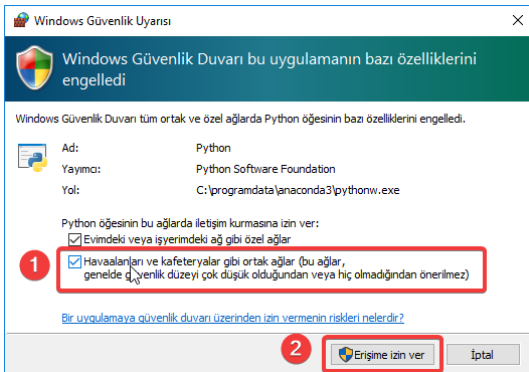 Windows Güvenlik Uyarısı
Windows Güvenlik Duvarı bu uygulamanın bazı özelliklerini
engelledi
Windows Güvenlik Duvarı tüm ortak ve özel ağlarda Python öğesinin bazı özelliklerini engelledi.
Ad: Python
Yayımcı: Python Software Foundation
Yol: C:\programdata\anaconda3\pythonw.exe
Python öğesinin bu ağlarda iletişim kurmasına izin ver:
Evimdeki veya işyerimdeki ağ gibi özel ağlar
1 Havaalanları ve kafeteryalar gibi ortak ağlar (bu ağlar,
genelde güvenlik düzeyi çok düşük olduğundan veya hiç olmadığından önerilmez)
Bir uygulamaya güvenlik duvarı üzerinden izin vermenin riskleri nelerdir?
2 Erişime izin ver İptal